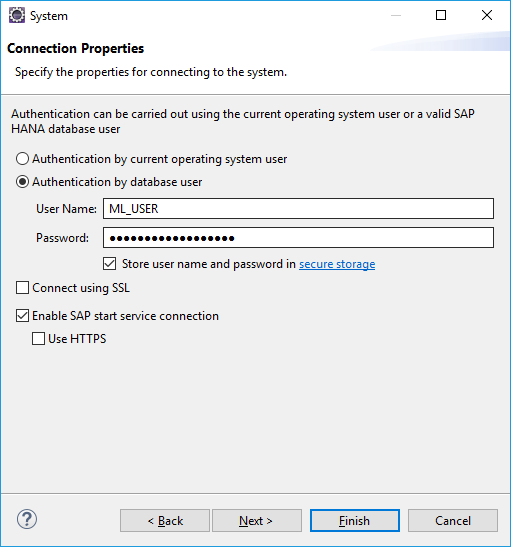 System
Connection Properties
Specify the properties for connecting to the system.
Authentication can be carried out using the current operating system user or a valid SAP
HANA database user
Authentication by current operating system user
Authentication by database user
User Name: ML_USER
Password: ●●●●●●●●●●●●●●●●●●
Store user name and password in secure storage
Connect using SSL
Enable SAP start service connection
Use HTTPS
? < Back Next > Finish Cancel